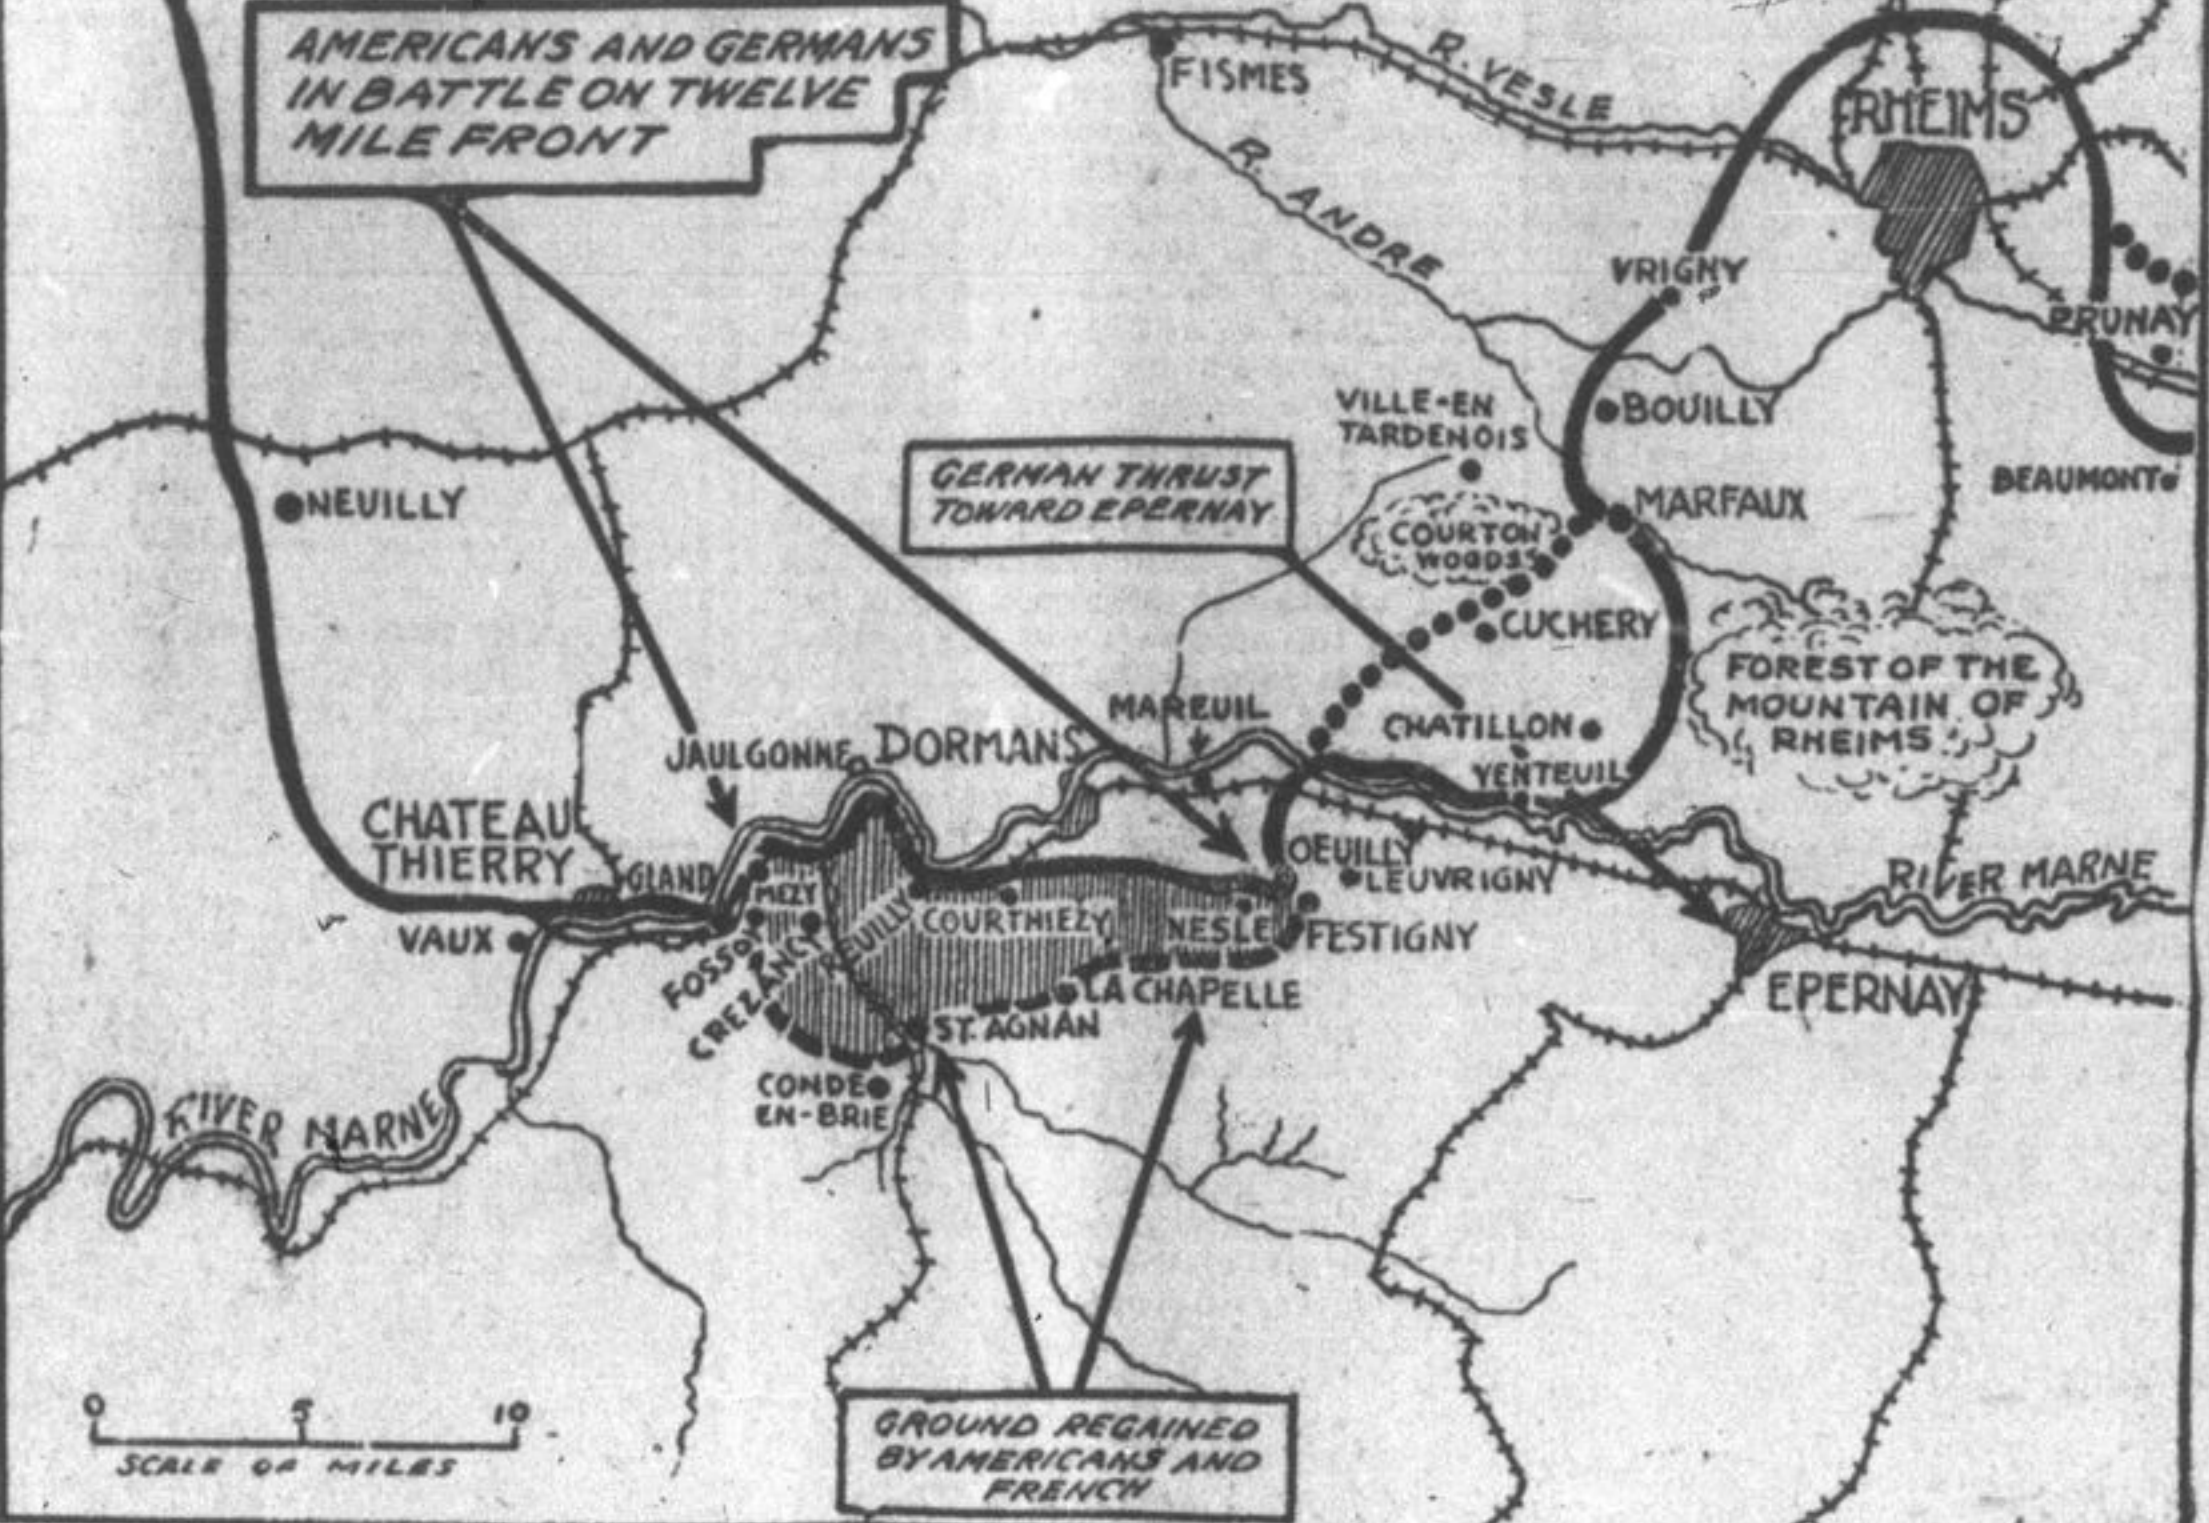 AMERICANS AND GERMANS
IN BATTLE ON TWELVE
MILE FRONT
FISMES
R. VESLE
RHEIMS
R. ANDRE
VRIGNY
PRUNAY
VILLE-EN
TARDENOIS
BOUILLY
BEAUMONT
NEUILLY
GERMAN THRUST
TOWARD EPERNAY
COURTON
WOODS
MARFAUX
CUCHERY
FOREST OF THE
MOUNTAIN OF
RHEIMS
MAREUIL
CHATILLON
JAULGONNE
DORMANS
VENTEUIL
CHATEAU
THIERRY
GLAND
MEZY
OEUILLY
LEUVRIGNY
RIVER MARNE
VAUX
FOSSOY
CREZANCY
REUILLY
COURTHIEZY
NESLE
FESTIGNY
LA CHAPELLE
EPERNAY
ST. AGNAN
CONDE
EN-BRIE
RIVER MARNE
0 5 10
SCALE OF MILES
GROUND REGAINED
BY AMERICANS AND
FRENCH